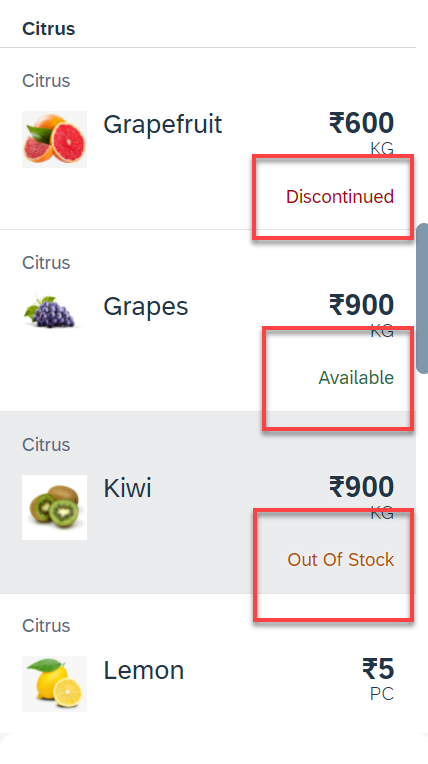 Citrus
Citrus
Grapefruit ₹600
KG
Discontinued
Citrus
Grapes ₹900
KG
Available
Citrus
Kiwi ₹900
KG
Out Of Stock
Citrus
Lemon ₹5
PC